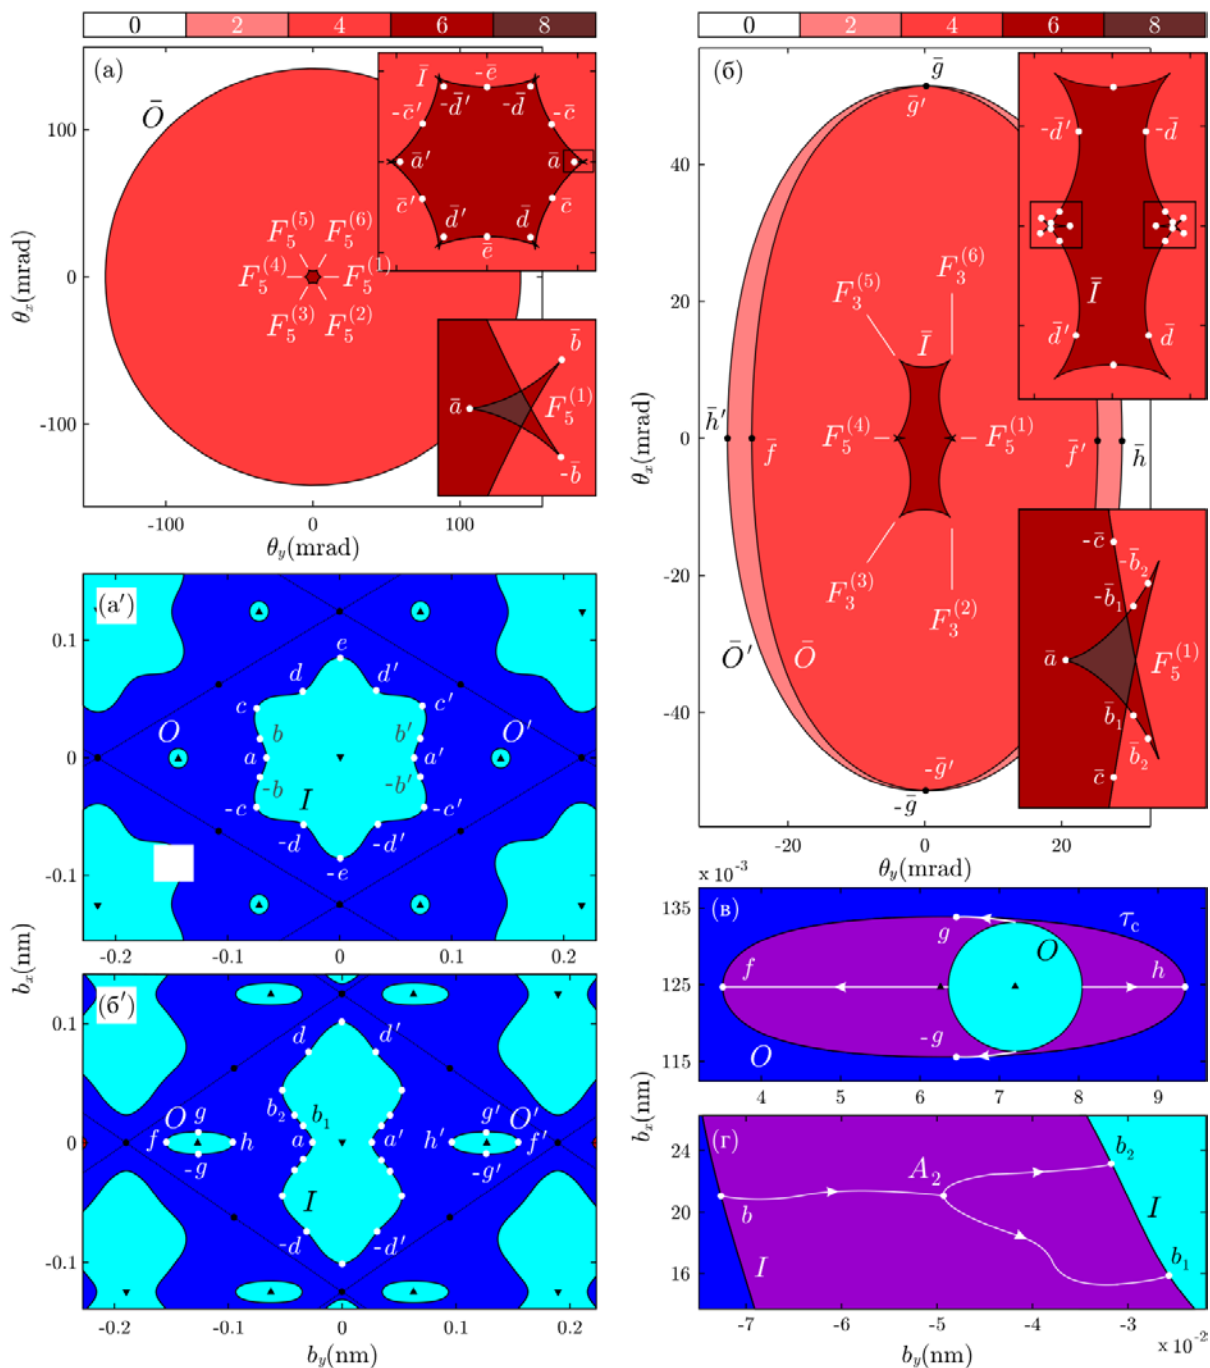 0 2 4 6 8
(а)
Ō
θx(mrad)
100
0
-100
-100 0 100
θy(mrad)
F5(5) F5(6)
F5(4) F5(1)
F5(3) F5(2)
Ī -ē
-d̄′ -d̄
-c̄′ -c̄
ā′ ā
c̄′ c̄
d̄′ d̄
ē
b̄
ā F5(1)
-b̄
0 2 4 6 8
(б)
ḡ
ḡ′
θx(mrad)
40
20
0
-20
-40
-20 0 20
θy(mrad)
F3(5) F3(6)
Ī
F5(4) F5(1)
F3(3) F3(2)
h̄′ f̄ f̄′ h̄
Ō′ Ō
-ḡ′
-ḡ
-d̄′ -d̄
Ī
d̄′ d̄
-c̄
-b̄2
-b̄1
ā F5(1)
b̄1
b̄2
c̄
(а′)
bx(nm)
0.1
0
-0.1
-0.2 -0.1 0 0.1 0.2
e
d d′
c c′
O b b′ O′
a a′
-b -b′
-c I -c′
-d -d′
-e
(б′)
0.1
0
-0.1
-0.2 -0.1 0 0.1 0.2
by(nm)
d d′
b2 b1
O g g′ O′
f h a a′ h′ f′
-g -g′
I
-d -d′
x 10-3
(в)
135
125
115
4 5 6 7 8 9
bx(nm)
τc
g O
f h
-g
O
(г)
24
20
16
-7 -6 -5 -4 -3
x 10-2
by(nm)
A2 b2
b I
I b1